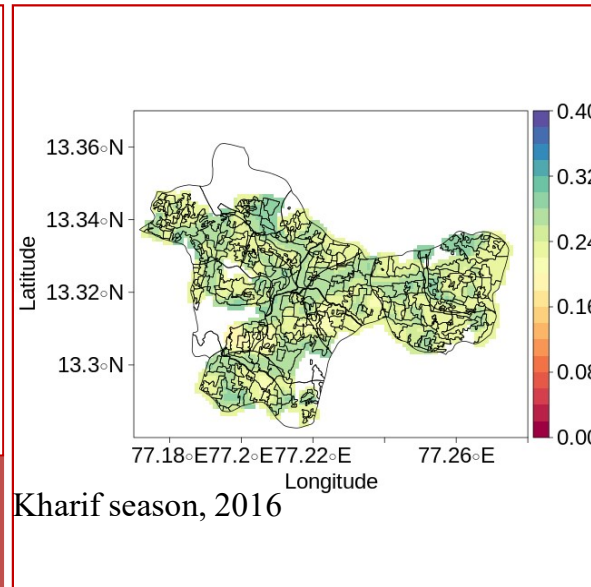 0.40
13.36◦N
0.32
13.34◦N
0.24
Latitude
13.32◦N
0.16
13.3◦N
0.08
0.00
77.18◦E77.2◦E77.22◦E 77.26◦E
Longitude
Kharif season, 2016